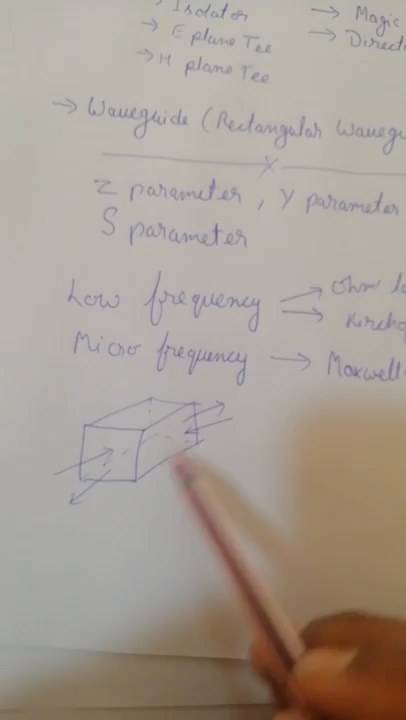 Isolator → Magic
→ E plane Tee → Direct
→ H plane Tee
→ Waveguide (Rectangular Waveg
Z parameter, Y parameter
S parameter
Low frequency → Ohm'
→ Kirch
Micro frequency → Maxwell